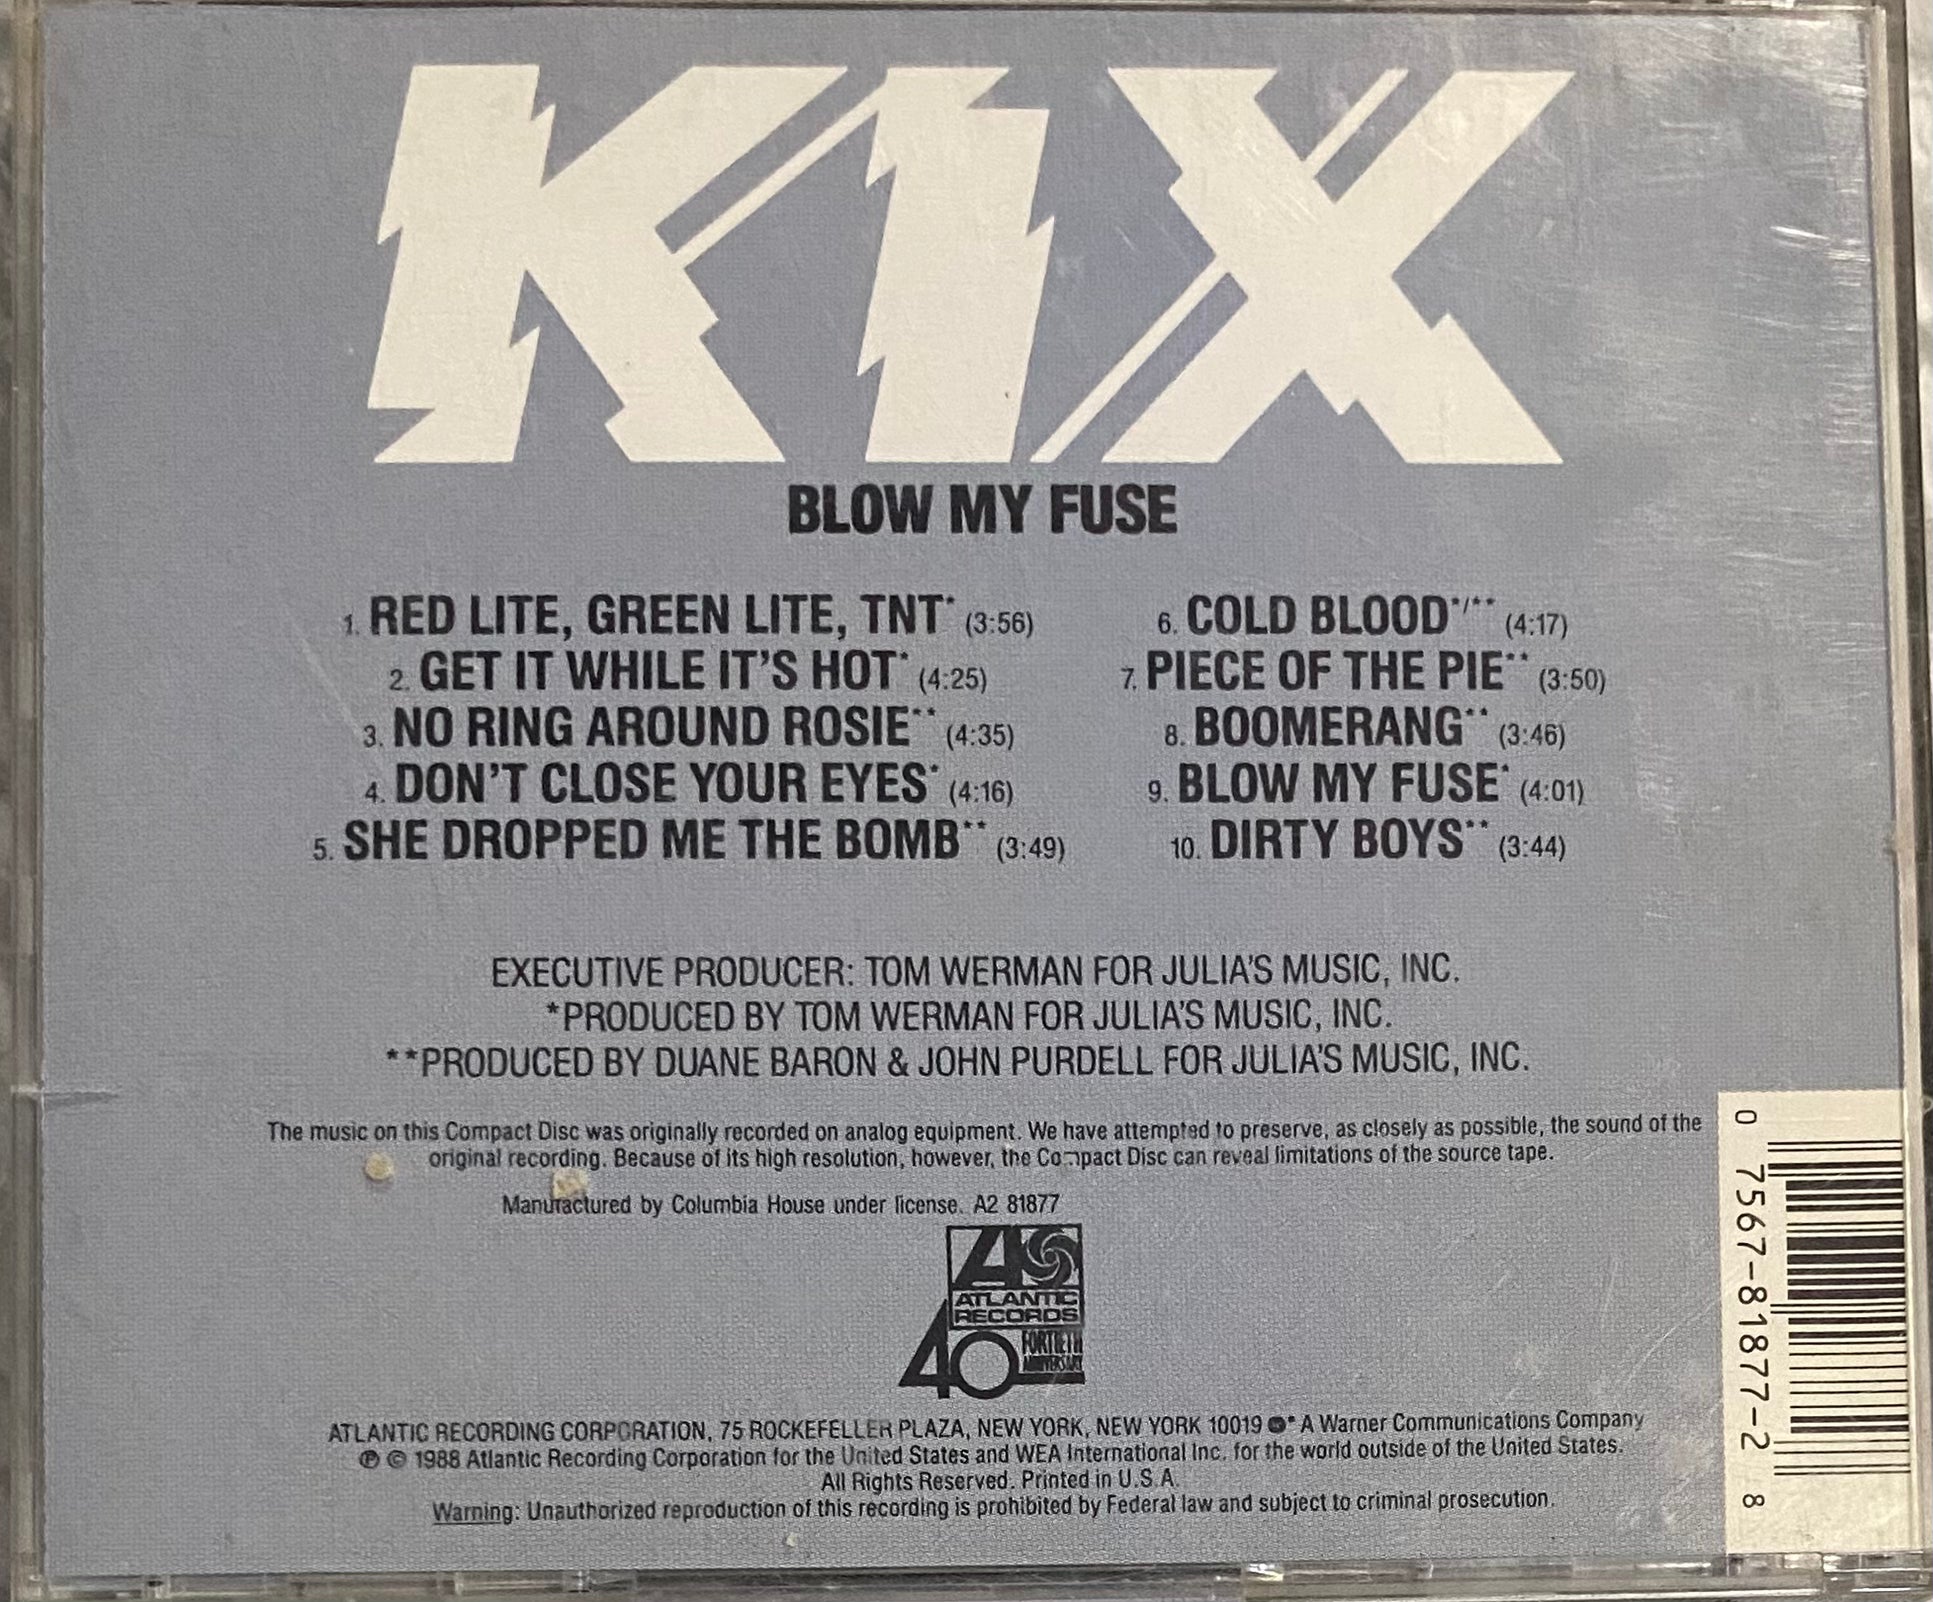 KIX
BLOW MY FUSE
1. RED LITE, GREEN LITE, TNT* (3:56)
2. GET IT WHILE IT'S HOT* (4:25)
3. NO RING AROUND ROSIE** (4:35)
4. DON'T CLOSE YOUR EYES* (4:16)
5. SHE DROPPED ME THE BOMB** (3:49)
6. COLD BLOOD*/** (4:17)
7. PIECE OF THE PIE** (3:50)
8. BOOMERANG** (3:46)
9. BLOW MY FUSE* (4:01)
10. DIRTY BOYS** (3:44)
EXECUTIVE PRODUCER: TOM WERMAN FOR JULIA'S MUSIC, INC.
*PRODUCED BY TOM WERMAN FOR JULIA'S MUSIC, INC.
**PRODUCED BY DUANE BARON & JOHN PURDELL FOR JULIA'S MUSIC, INC.
The music on this Compact Disc was originally recorded on analog equipment. We have attempted to preserve, as closely as possible, the sound of the
original recording. Because of its high resolution, however, the Compact Disc can reveal limitations of the source tape.
Manufactured by Columbia House under license. A2 81877
ATLANTIC
RECORDS
40 FORTIETH
ANNIVERSARY
ATLANTIC RECORDING CORPORATION, 75 ROCKEFELLER PLAZA, NEW YORK, NEW YORK 10019 * A Warner Communications Company
℗ © 1988 Atlantic Recording Corporation for the United States and WEA International Inc. for the world outside of the United States.
All Rights Reserved. Printed in U.S.A.
Warning: Unauthorized reproduction of this recording is prohibited by Federal law and subject to criminal prosecution.
0 7567-81877-2 8